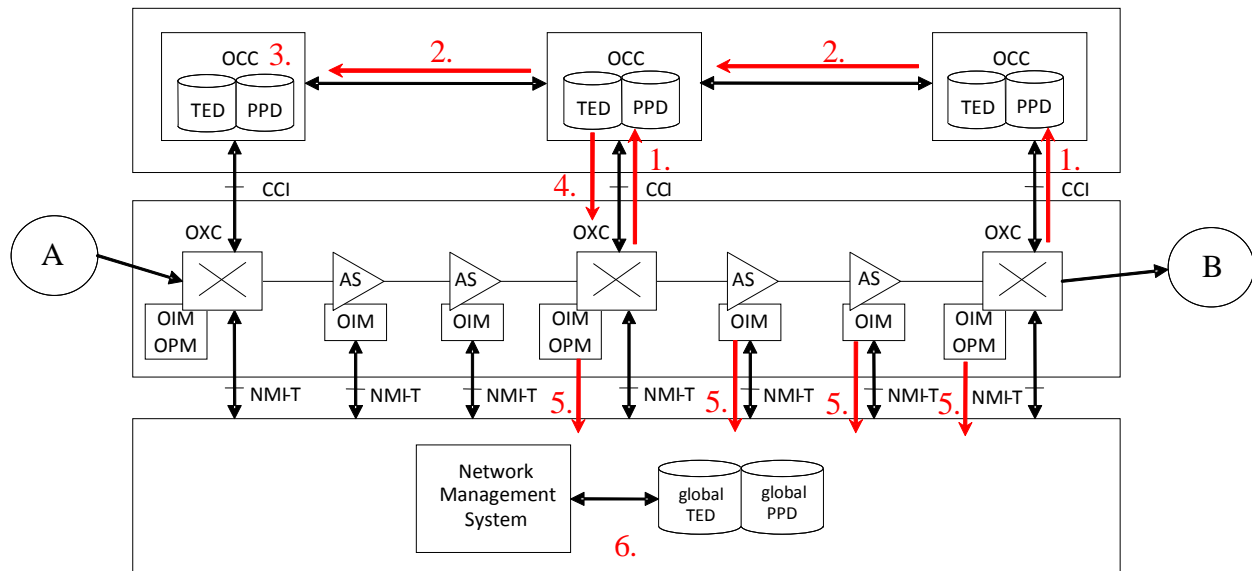 OCC 3. 2. OCC 2. OCC
TED PPD TED PPD TED PPD
1. 1.
4.
CCI CCI CCI
OXC OXC OXC
A B
AS AS AS AS
OIM OIM OIM OIM OIM OIM OIM
OPM OPM OPM
NMI-T NMI-T NMI-T NMI-T NMI-T NMI-T NMI-T
5. 5. 5. 5.
Network
Management
System
global
TED
global
PPD
6.